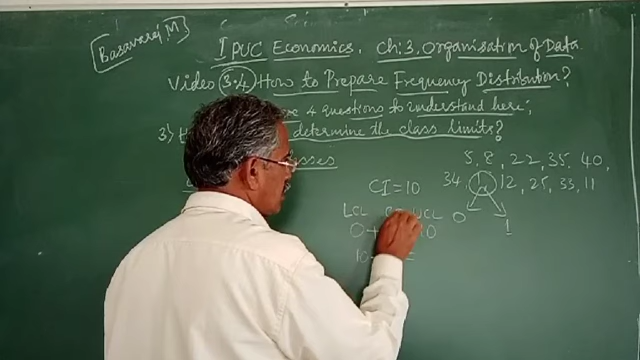 Basavaraj.M
I PUC Economics. Ch:3. Organisation of Data.
Video 3.4 How to Prepare Frequency Distribution?
4 questions to understand here;
3) determine the class limits?
5, 8, 22, 35, 40,
34, 12, 25, 33, 11
CI = 10
LCL UCL
0 + 10
10
0 1